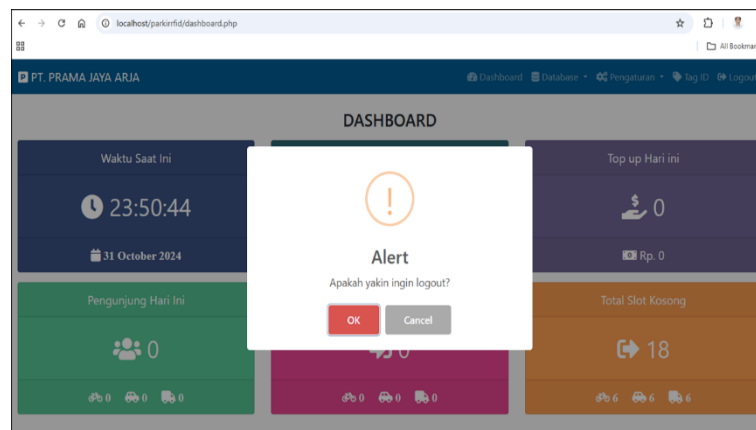 localhost/parkirrfid/dashboard.php
All Bookmar
P PT. PRAMA JAYA ARJA
Dashboard Database Pengaturan Tag ID Logout
DASHBOARD
Waktu Saat Ini
23:50:44
31 October 2024
Top up Hari ini
0
Rp. 0
Alert
Apakah yakin ingin logout?
OK Cancel
Pengunjung Hari Ini
0
0 0 0
0
0 0 0
Total Slot Kosong
18
6 6 6